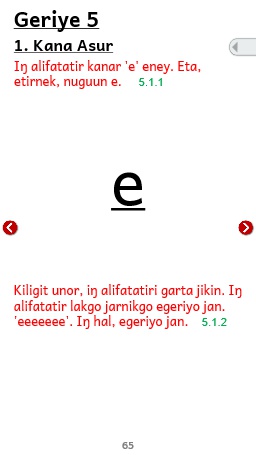 Geriye 5
1. Kana Asur
Iŋ alifatatir kanar 'e' eney. Eta,
etirnek, nuguun e. 5.1.1
e
Kiligit unor, iŋ alifatatiri garta jikin. Iŋ
alifatatir lakgo jarnikgo egeriyo jan.
'eeeeeee'. Iŋ hal, egeriyo jan. 5.1.2
65